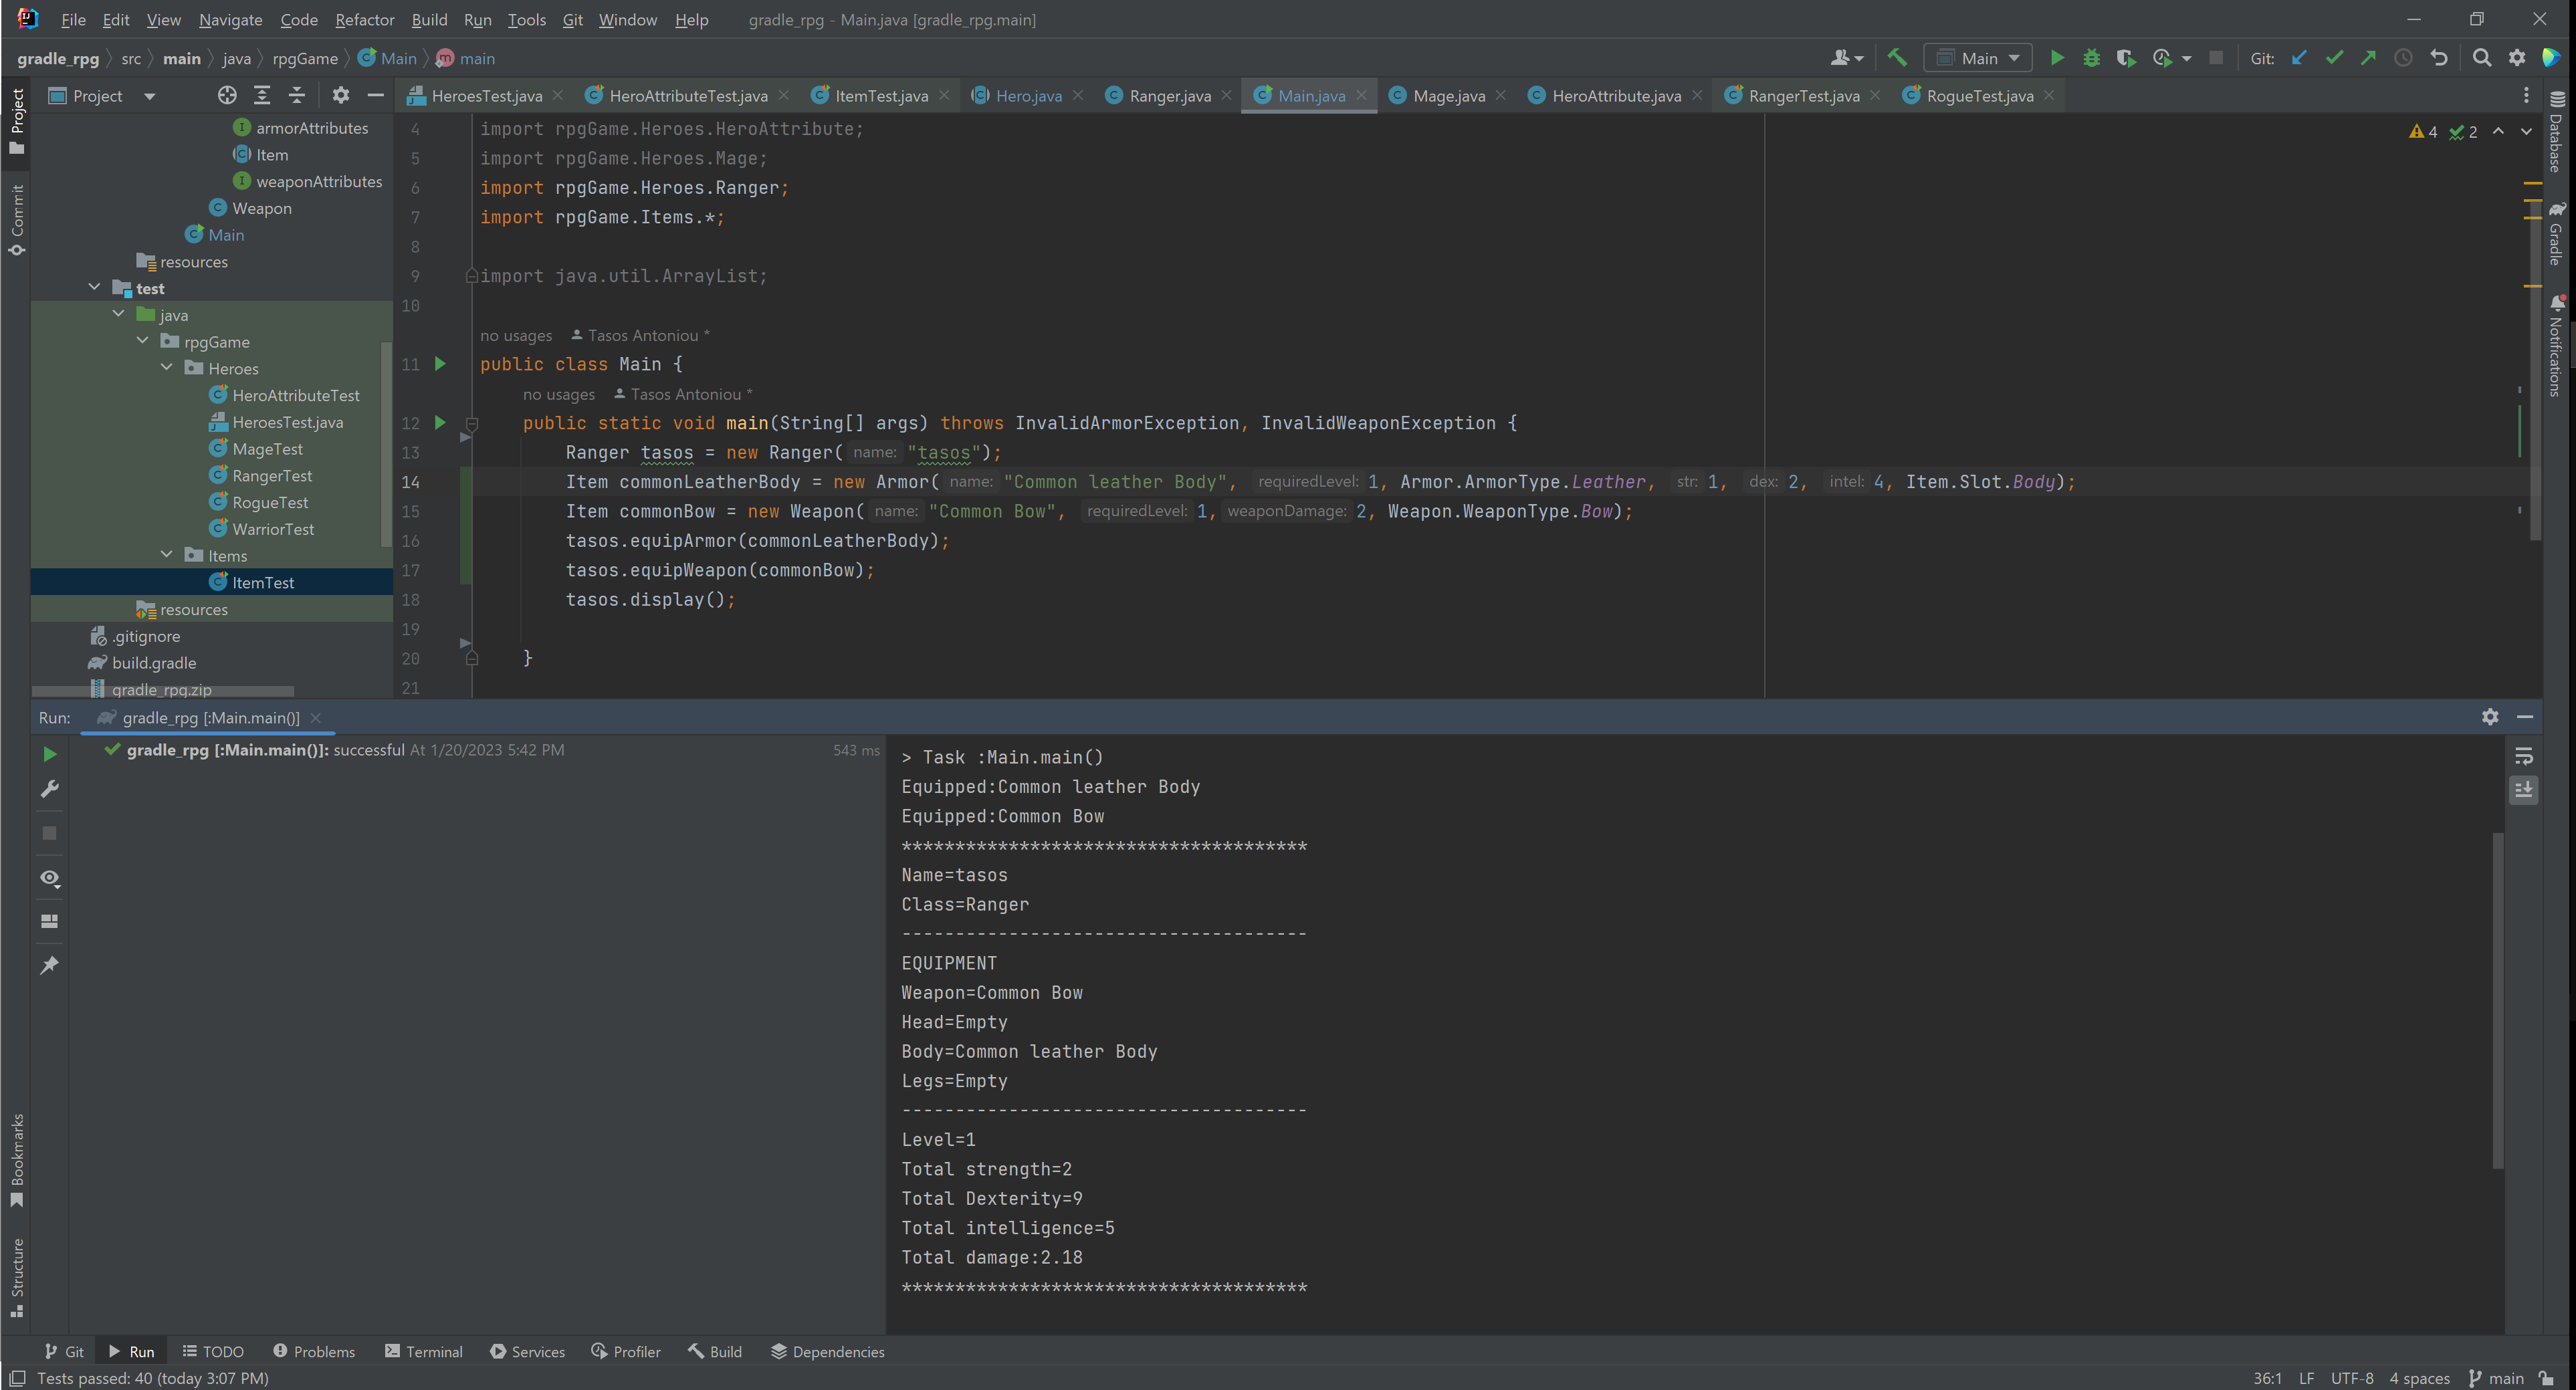 File Edit View Navigate Code Refactor Build Run Tools Git Window Help gradle_rpg - Main.java [gradle_rpg.main]
gradle_rpg src main java rpgGame Main main
Main Git:
Project
HeroesTest.java HeroAttributeTest.java ItemTest.java Hero.java Ranger.java Main.java Mage.java HeroAttribute.java RangerTest.java RogueTest.java
Project
Commit
Bookmarks
Structure
armorAttributes
Item
weaponAttributes
Weapon
Main
resources
test
java
rpgGame
Heroes
HeroAttributeTest
HeroesTest.java
MageTest
RangerTest
RogueTest
WarriorTest
Items
ItemTest
resources
.gitignore
build.gradle
gradle_rpg.zip
4 2
4 import rpgGame.Heroes.HeroAttribute;
5 import rpgGame.Heroes.Mage;
6 import rpgGame.Heroes.Ranger;
7 import rpgGame.Items.*;
8
9 import java.util.ArrayList;
10
no usages Tasos Antoniou *
11 public class Main {
no usages Tasos Antoniou *
12 public static void main(String[] args) throws InvalidArmorException, InvalidWeaponException {
13 Ranger tasos = new Ranger( name: "tasos");
14 Item commonLeatherBody = new Armor( name: "Common leather Body", requiredLevel: 1, Armor.ArmorType.Leather, str: 1, dex: 2, intel: 4, Item.Slot.Body);
15 Item commonBow = new Weapon( name: "Common Bow", requiredLevel: 1, weaponDamage: 2, Weapon.WeaponType.Bow);
16 tasos.equipArmor(commonLeatherBody);
17 tasos.equipWeapon(commonBow);
18 tasos.display();
19
20 }
21
Database
Gradle
Notifications
Run: gradle_rpg [:Main.main()]
gradle_rpg [:Main.main()]: successful At 1/20/2023 5:42 PM 543 ms
> Task :Main.main()
Equipped:Common leather Body
Equipped:Common Bow
**************************************
Name=tasos
Class=Ranger
--------------------------------------
EQUIPMENT
Weapon=Common Bow
Head=Empty
Body=Common leather Body
Legs=Empty
--------------------------------------
Level=1
Total strength=2
Total Dexterity=9
Total intelligence=5
Total damage:2.18
**************************************
Git Run TODO Problems Terminal Services Profiler Build Dependencies
Tests passed: 40 (today 3:07 PM) 36:1 LF UTF-8 4 spaces main